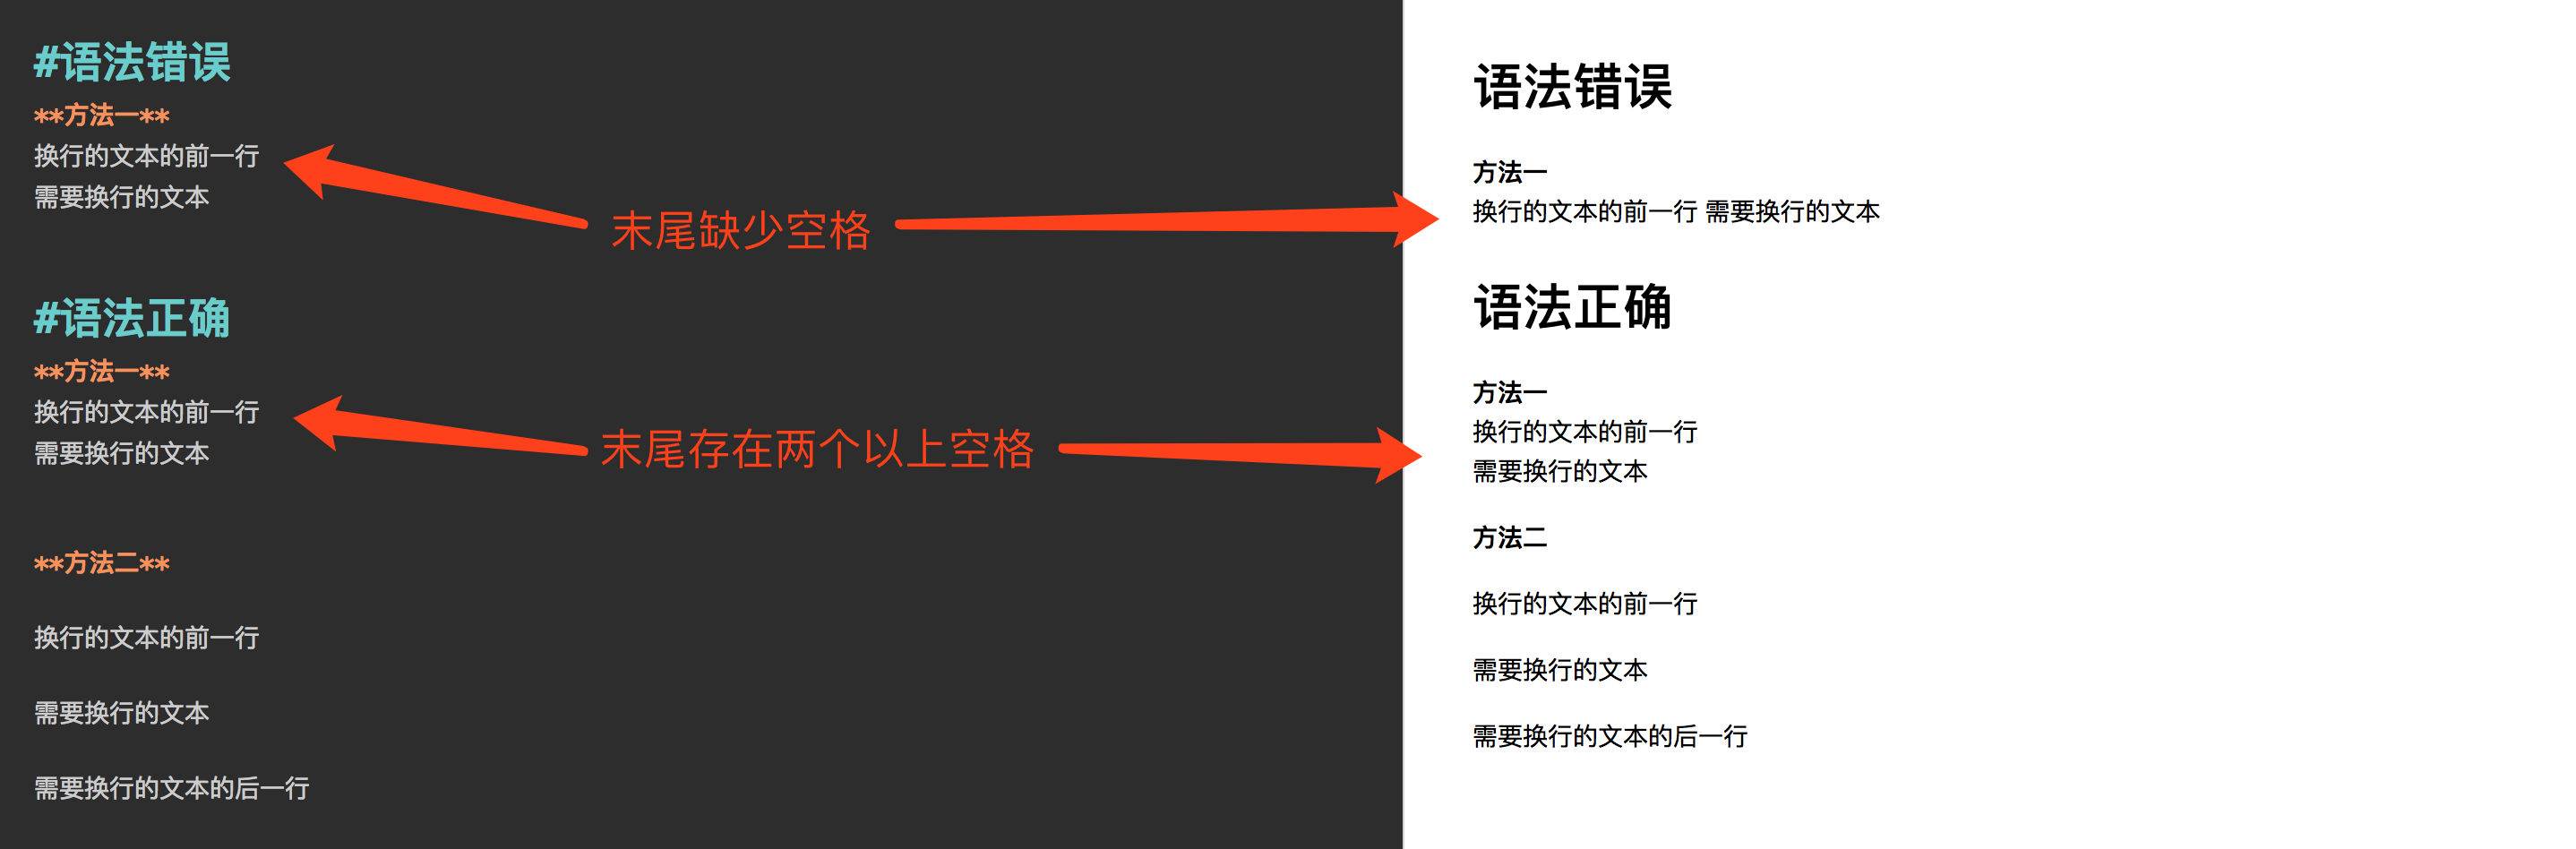 #语法错误
**方法一**
换行的文本的前一行
需要换行的文本
末尾缺少空格
#语法正确
**方法一**
换行的文本的前一行
需要换行的文本
末尾存在两个以上空格
**方法二**
换行的文本的前一行
需要换行的文本
需要换行的文本的后一行
语法错误
方法一
换行的文本的前一行 需要换行的文本
语法正确
方法一
换行的文本的前一行
需要换行的文本
方法二
换行的文本的前一行
需要换行的文本
需要换行的文本的后一行